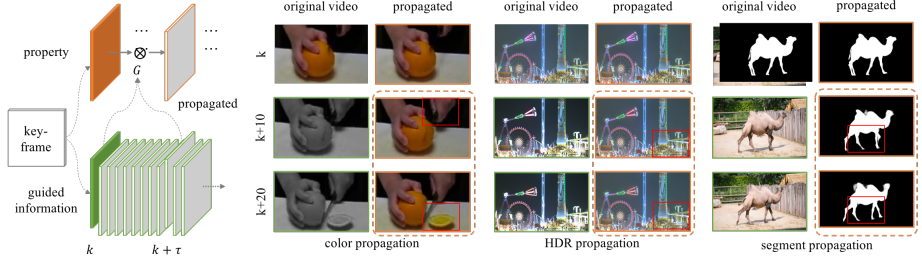 property
...
...
...
G
propagated
key-
frame
guided
information
k
k + τ
original video
propagated
original video
propagated
original video
propagated
k
k+10
k+20
color propagation
HDR propagation
segment propagation